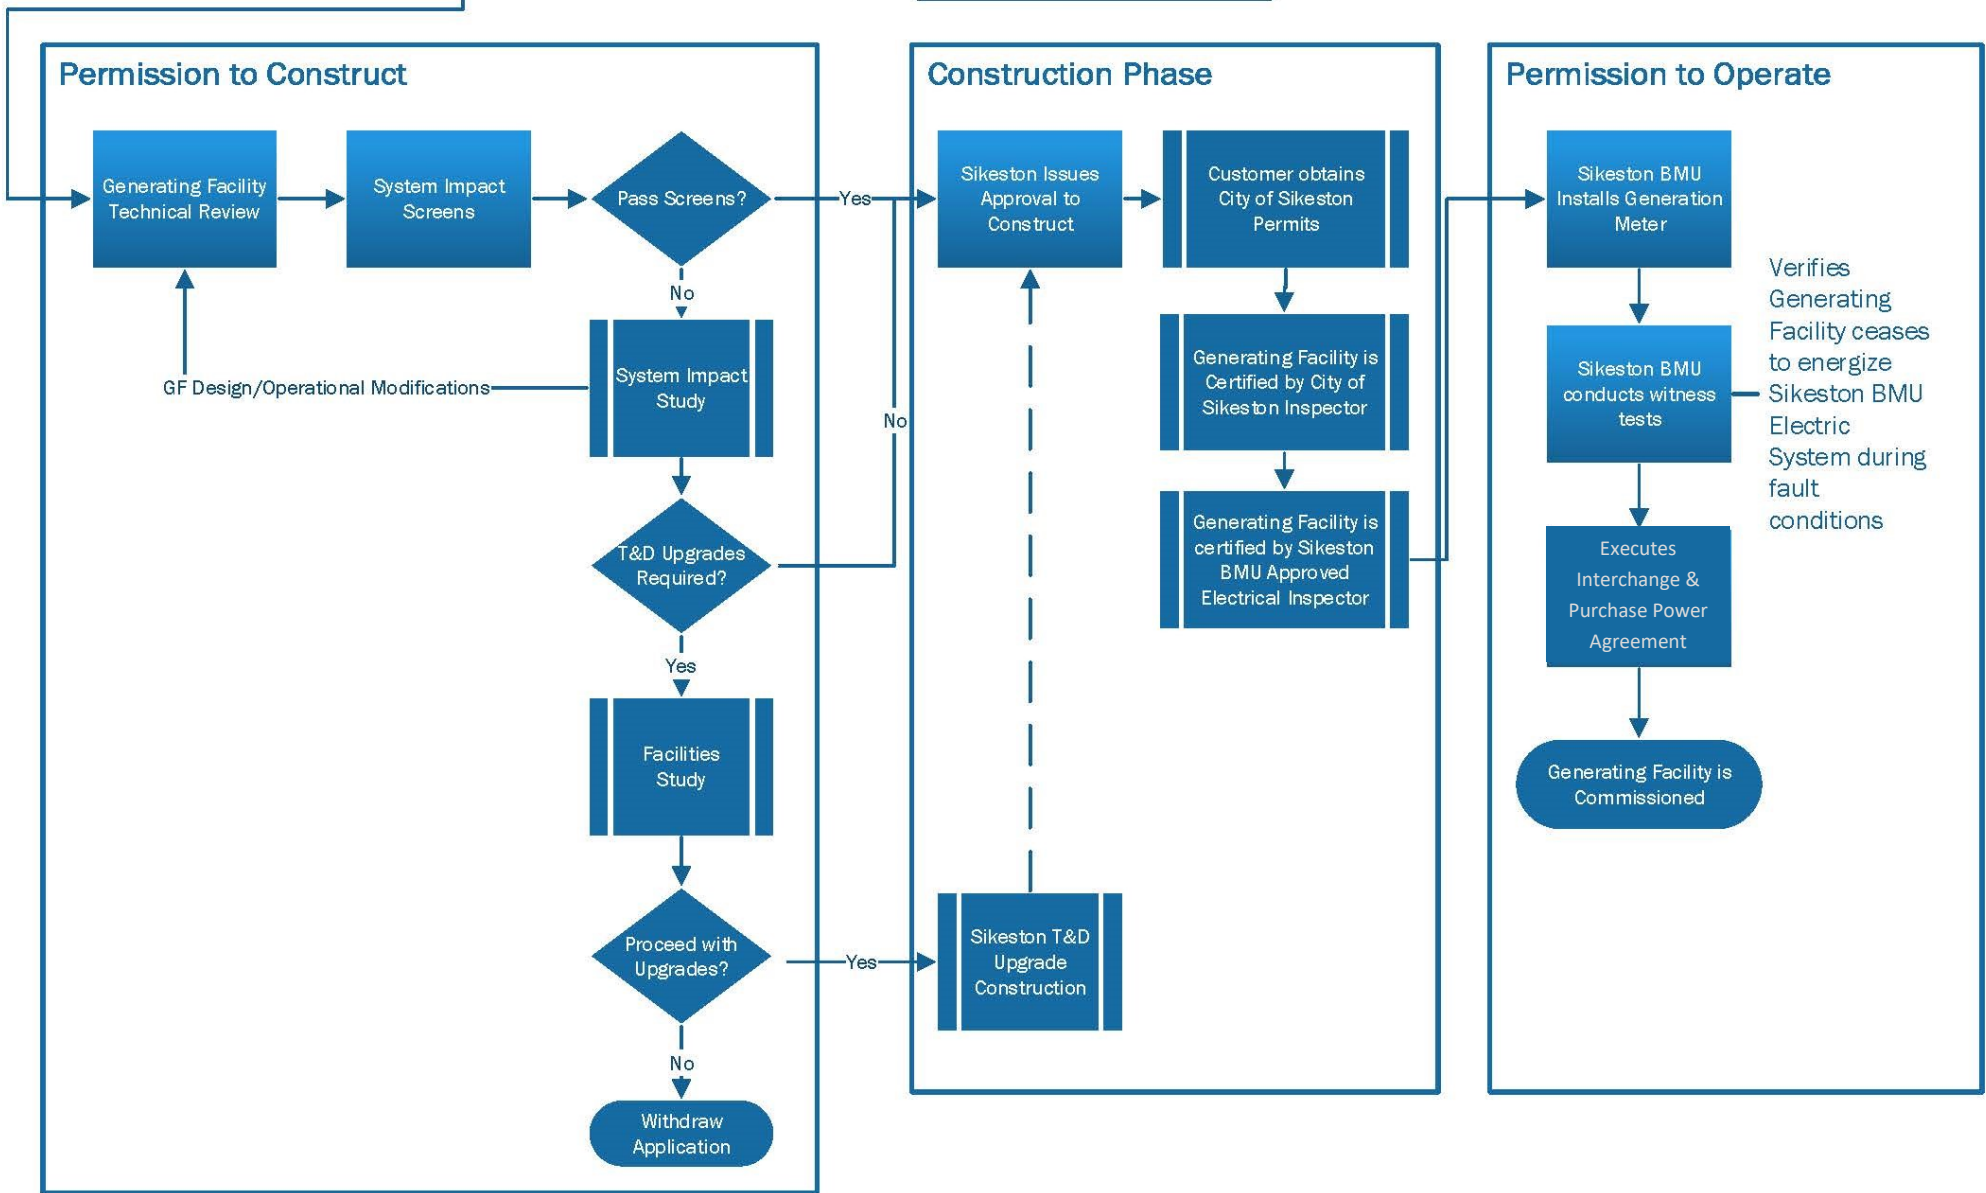 Permission to Construct
Generating Facility
Technical Review
System Impact
Screens
Pass Screens?
Yes
No
System Impact
Study
GF Design/Operational Modifications
No
T&D Upgrades
Required?
Yes
Facilities
Study
Proceed with
Upgrades?
Yes
No
Withdraw
Application
Construction Phase
Sikeston Issues
Approval to
Construct
Customer obtains
City of Sikeston
Permits
Generating Facility is
Certified by City of
Sikeston Inspector
Generating Facility is
certified by Sikeston
BMU Approved
Electrical Inspector
Sikeston T&D
Upgrade
Construction
Permission to Operate
Sikeston BMU
Installs Generation
Meter
Sikeston BMU
conducts witness
tests
Verifies
Generating
Facility ceases
to energize
Sikeston BMU
Electric
System during
fault
conditions
Executes
Interchange &
Purchase Power
Agreement
Generating Facility is
Commissioned